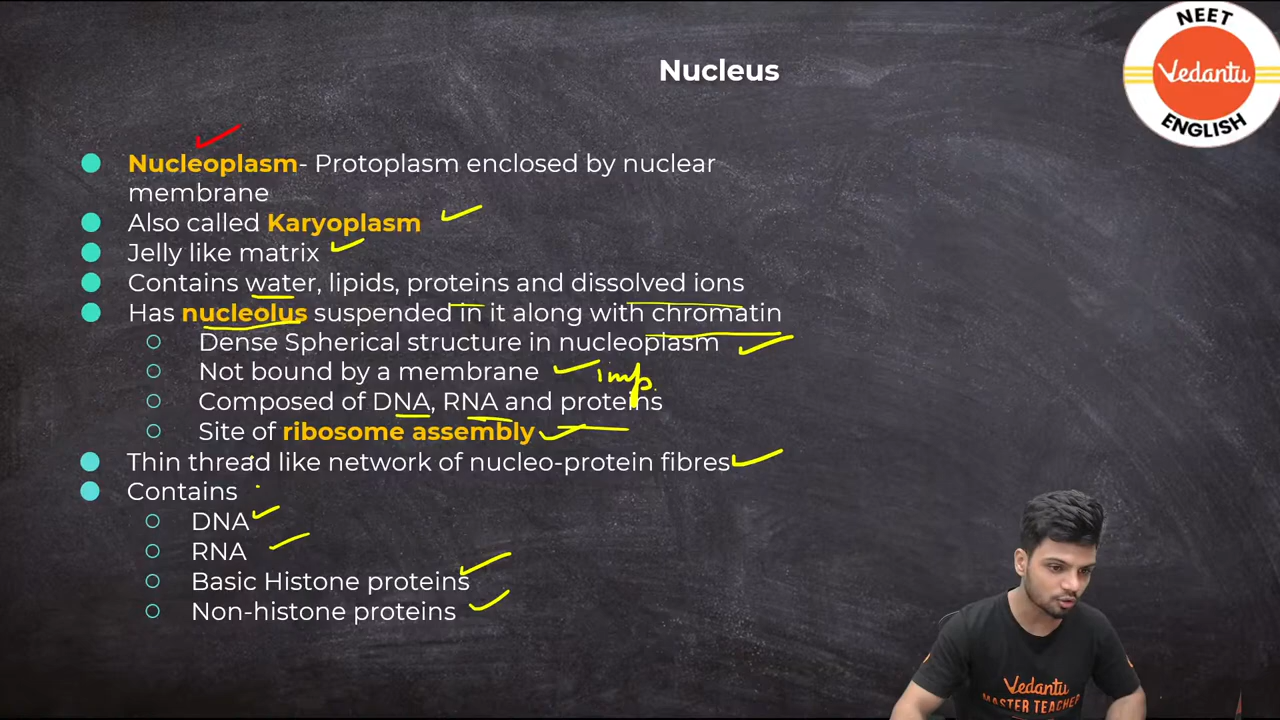 NEET
Vedantu
ENGLISH
Nucleus
Nucleoplasm- Protoplasm enclosed by nuclear
membrane
Also called Karyoplasm
Jelly like matrix
Contains water, lipids, proteins and dissolved ions
Has nucleolus suspended in it along with chromatin
Dense Spherical structure in nucleoplasm
Not bound by a membrane
imp.
Composed of DNA, RNA and proteins
Site of ribosome assembly
Thin thread like network of nucleo-protein fibres
Contains
DNA
RNA
Basic Histone proteins
Non-histone proteins
Vedantu
MASTER TEACHER